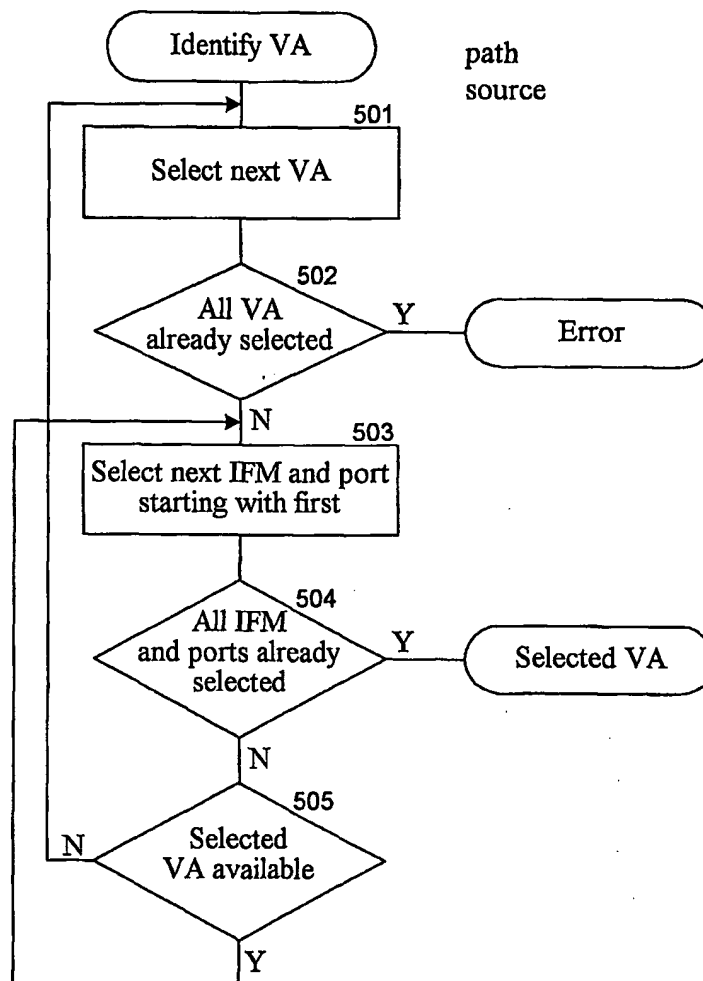 Identify VA
path
source
501
Select next VA
502
All VA
already selected
Y
Error
N
503
Select next IFM and port
starting with first
504
All IFM
and ports already
selected
Y
Selected VA
N
505
Selected
VA available
N
Y